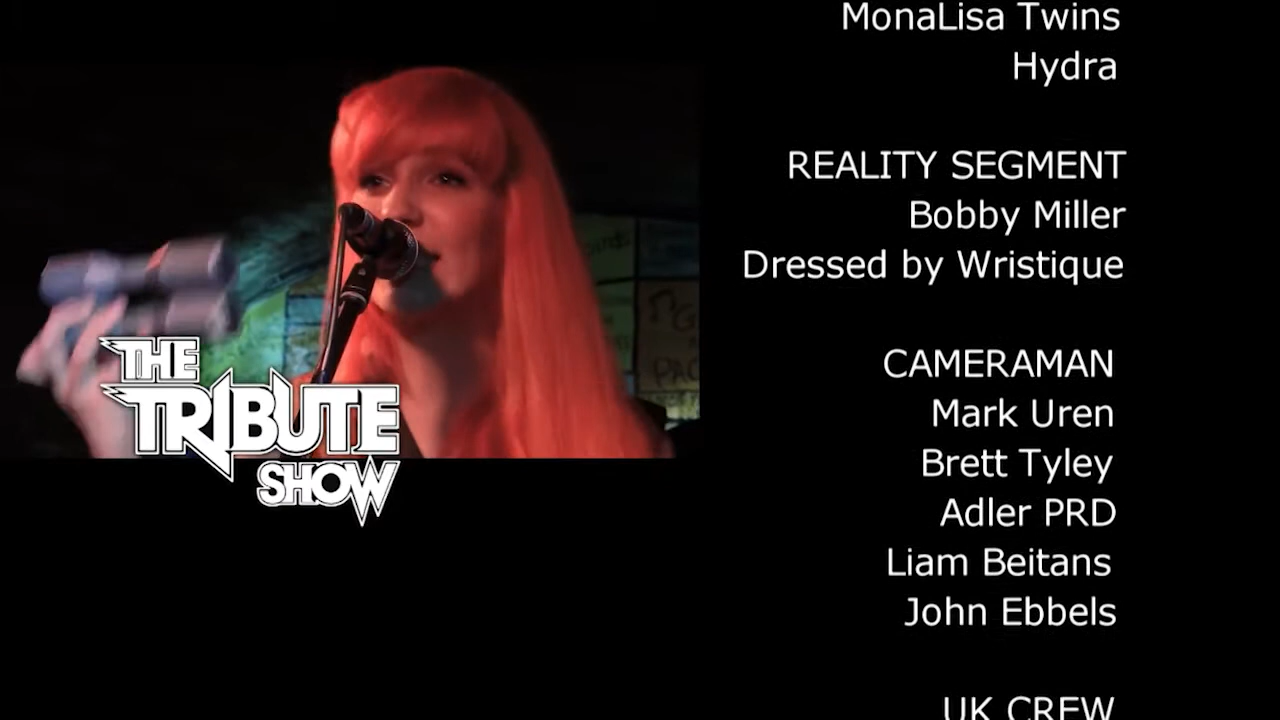 MonaLisa Twins
Hydra
REALITY SEGMENT
Bobby Miller
Dressed by Wristique
THE
TRIBUTE
SHOW
CAMERAMAN
Mark Uren
Brett Tyley
Adler PRD
Liam Beitans
John Ebbels
UK CREW